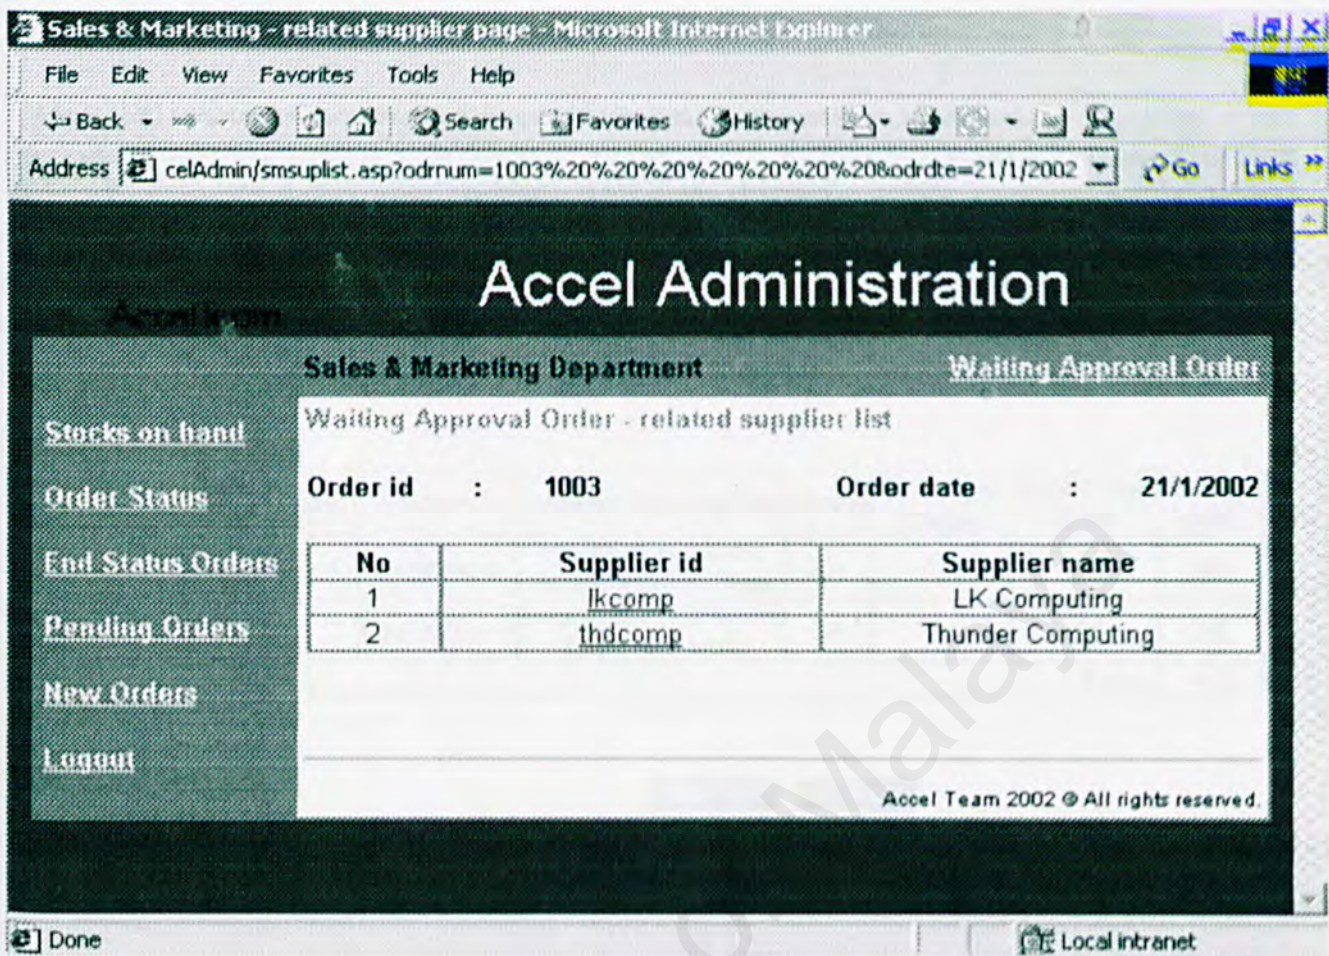 Sales & Marketing - related supplier page - Microsoft Internet Explorer
File Edit View Favorites Tools Help
Back Search Favorites History
Address celAdmin/smsuplist.asp?odrnum=1003%20%20%20%20%20%20%20&odrdte=21/1/2002 Go Links
Accel Administration
Accel Team
Sales & Marketing Department Waiting Approval Order
Waiting Approval Order - related supplier list
Stocks on hand
Order id : 1003 Order date : 21/1/2002
Order Status
No Supplier id Supplier name
End Status Orders
1 lkcomp LK Computing
2 thdcomp Thunder Computing
Pending Orders
New Orders
Logout
Accel Team 2002 © All rights reserved.
Done Local intranet
Malaya